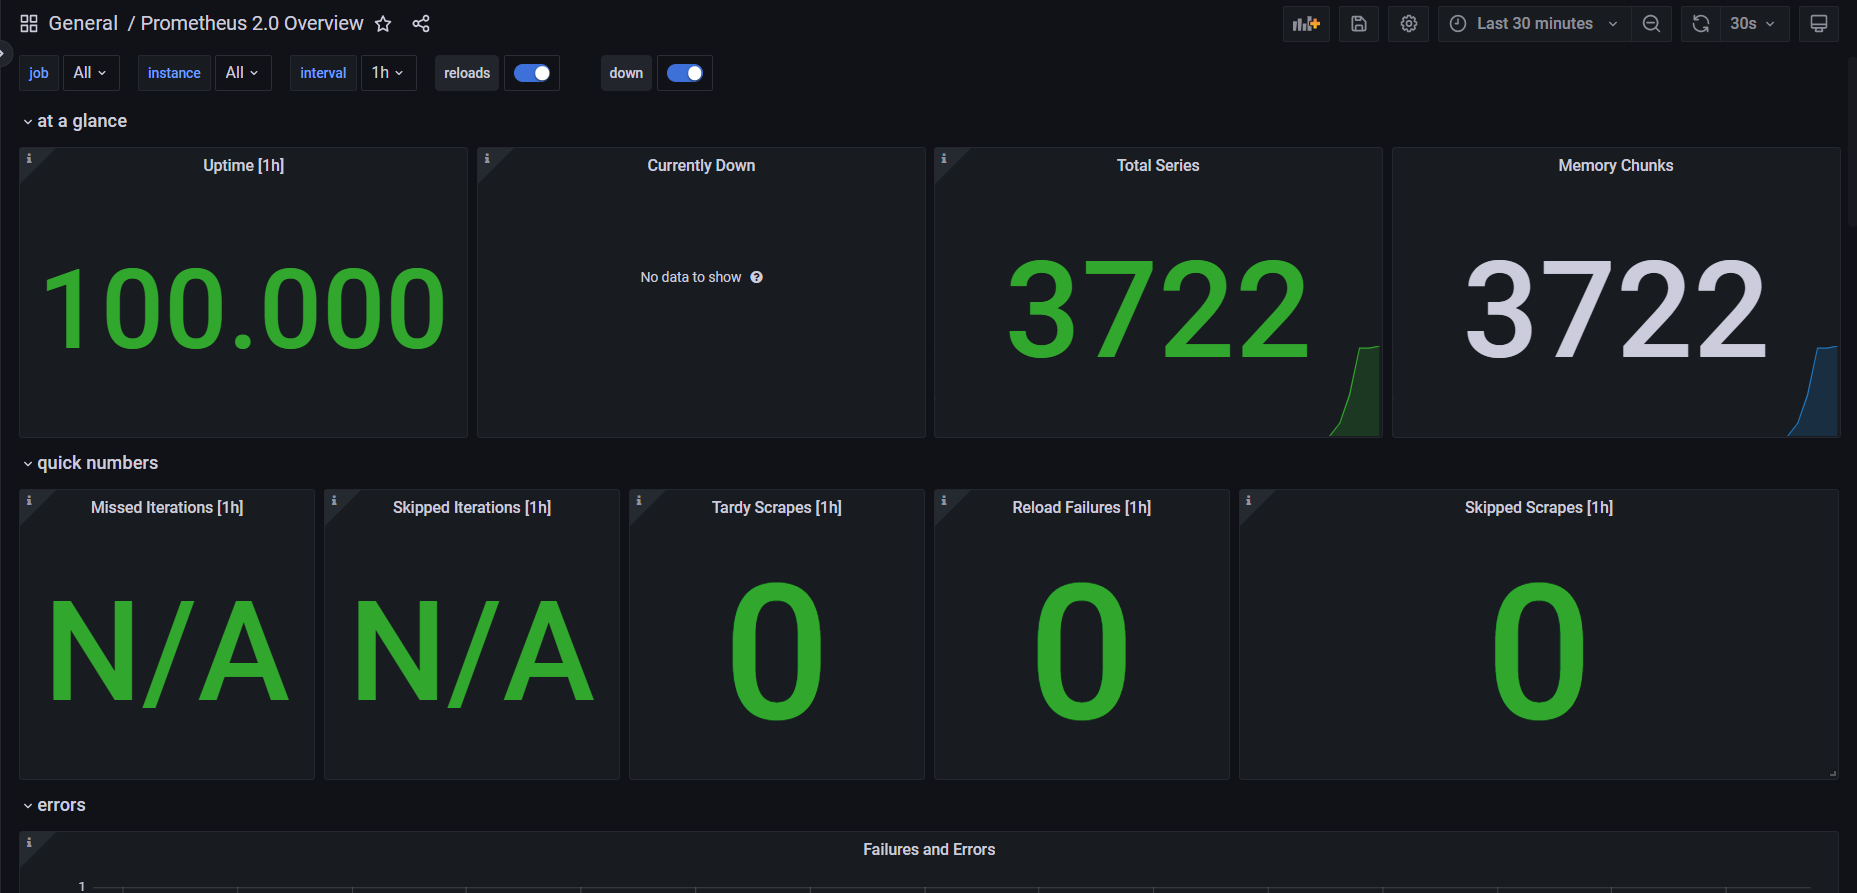 General / Prometheus 2.0 Overview
Last 30 minutes
30s
job All instance All interval 1h reloads down
at a glance
Uptime [1h]
100.000
Currently Down
No data to show
Total Series
3722
Memory Chunks
3722
quick numbers
Missed Iterations [1h]
N/A
Skipped Iterations [1h]
N/A
Tardy Scrapes [1h]
0
Reload Failures [1h]
0
Skipped Scrapes [1h]
0
errors
Failures and Errors
1